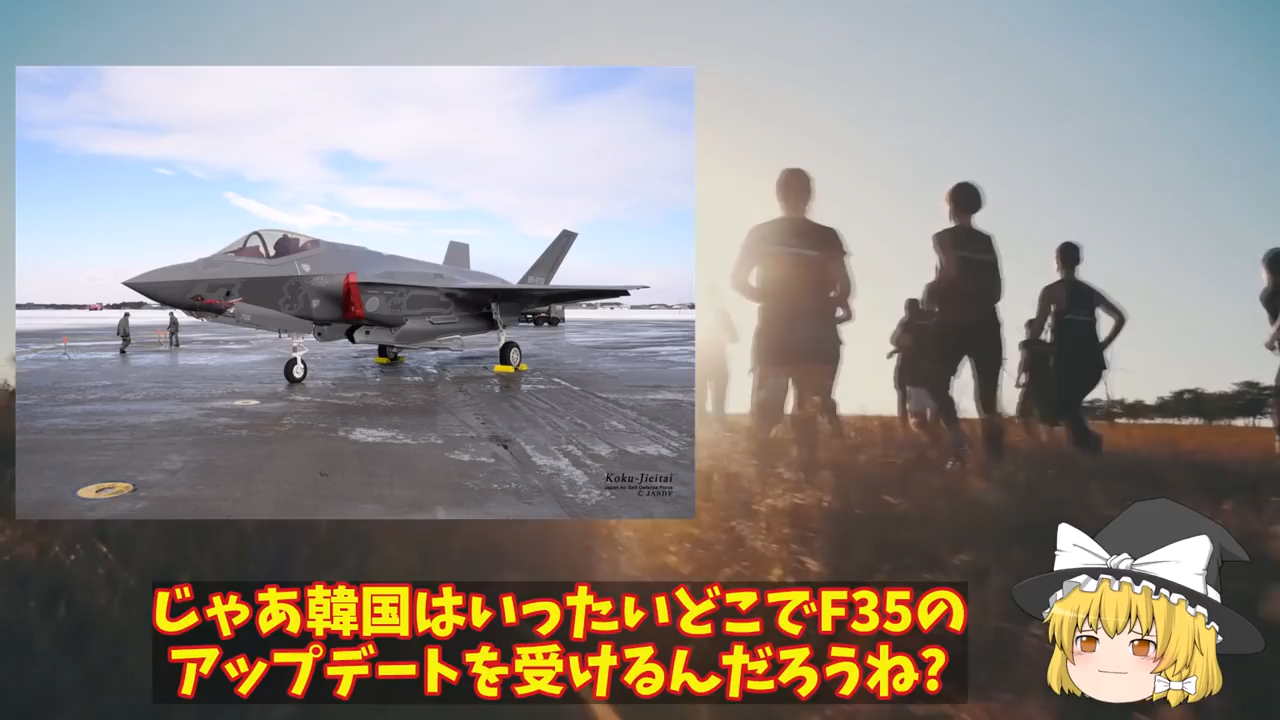 Koku-Jieitai
Japan Air Self-Defense Force
© JASDF
じゃあ韓国はいったいどこでF35の
アップデートを受けるんだろうね?